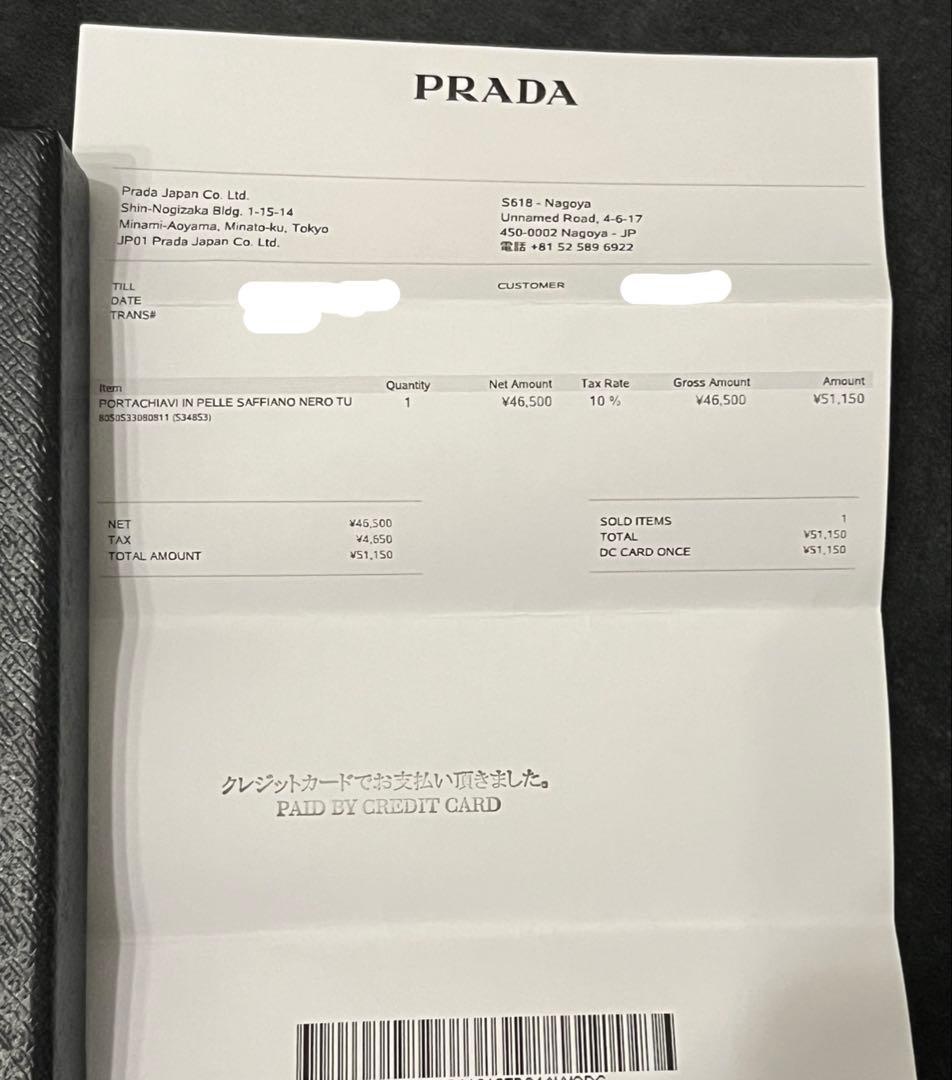 PRADA
Prada Japan Co. Ltd.
Shin-Nogizaka Bldg. 1-15-14
Minami-Aoyama, Minato-ku, Tokyo
JP01 Prada Japan Co. Ltd.
S618 - Nagoya
Unnamed Road, 4-6-17
450-0002 Nagoya - JP
電話 +81 52 589 6922
TILL
DATE
TRANS#
CUSTOMER
Item Quantity Net Amount Tax Rate Gross Amount Amount
PORTACHIAVI IN PELLE SAFFIANO NERO TU 1 ¥46,500 10 % ¥46,500 ¥51,150
8050533080811 (534853)
NET ¥46,500
TAX ¥4,650
TOTAL AMOUNT ¥51,150
SOLD ITEMS 1
TOTAL ¥51,150
DC CARD ONCE ¥51,150
クレジットカードでお支払い頂きました。
PAID BY CREDIT CARD